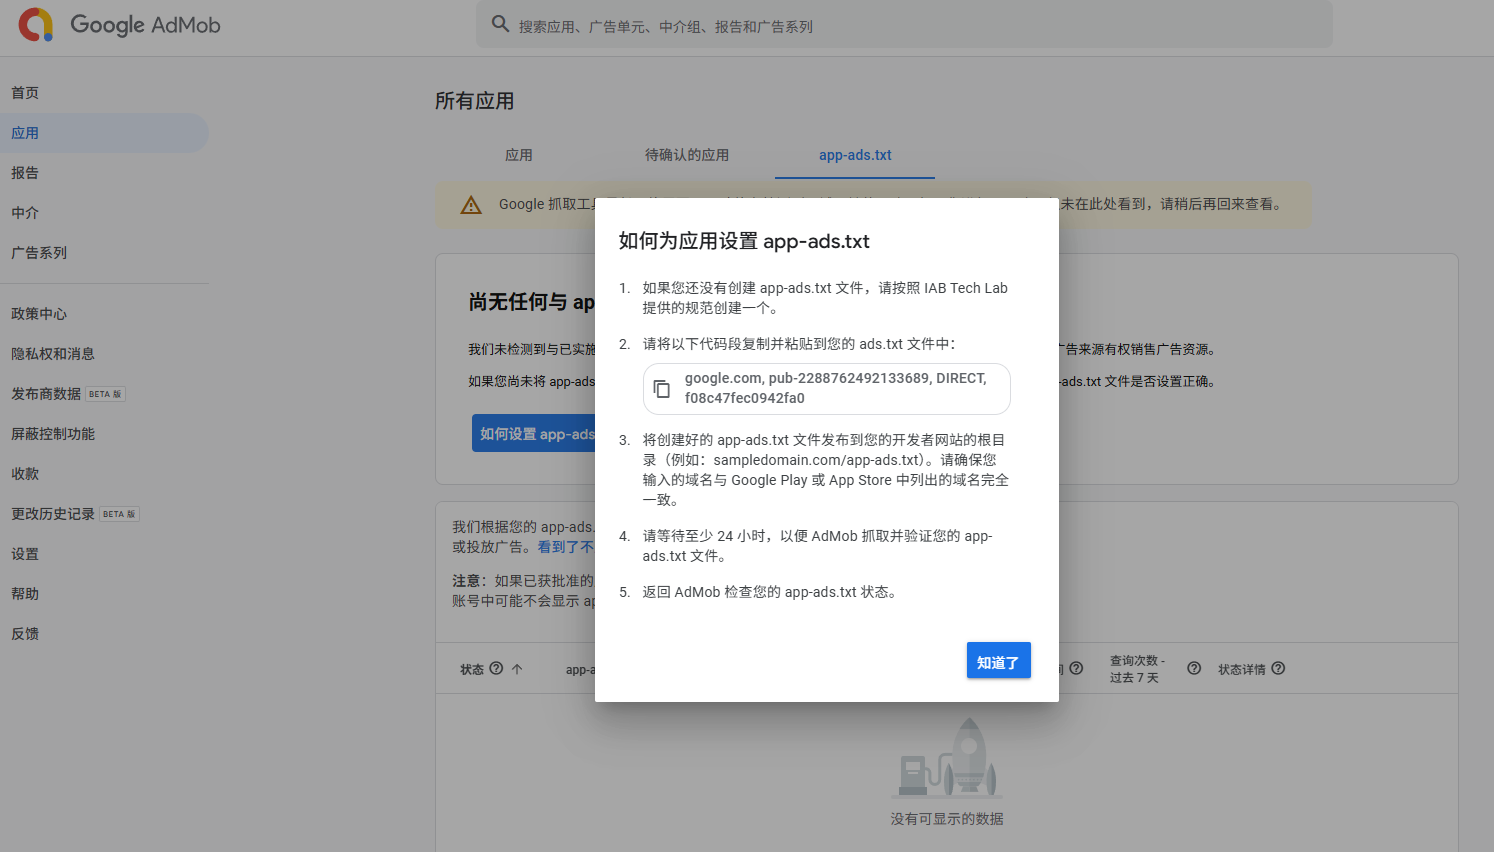 Google AdMob
搜索应用、广告单元、中介组、报告和广告系列
首页
应用
报告
中介
广告系列
政策中心
隐私权和消息
发布商数据 BETA 版
屏蔽控制功能
收款
更改历史记录 BETA 版
设置
帮助
反馈
所有应用
应用
待确认的应用
app-ads.txt
Google 抓取工具
未在此处看到，请稍后再回来查看。
尚无任何与 ap
我们未检测到与已实施
广告来源有权销售广告资源。
如果您尚未将 app-ads
-ads.txt 文件是否设置正确。
如何设置 app-ads
我们根据您的 app-ads.
或投放广告。看到了不
注意：如果已获批准的
账号中可能不会显示 ap
状态
app-a
查询次数 -
过去 7 天
状态详情
没有可显示的数据
如何为应用设置 app-ads.txt
1. 如果您还没有创建 app-ads.txt 文件，请按照 IAB Tech Lab
提供的规范创建一个。
2. 请将以下代码段复制并粘贴到您的 ads.txt 文件中：
google.com, pub-2288762492133689, DIRECT,
f08c47fec0942fa0
3. 将创建好的 app-ads.txt 文件发布到您的开发者网站的根目
录（例如：sampledomain.com/app-ads.txt）。请确保您
输入的域名与 Google Play 或 App Store 中列出的域名完全
一致。
4. 请等待至少 24 小时，以便 AdMob 抓取并验证您的 app-
ads.txt 文件。
5. 返回 AdMob 检查您的 app-ads.txt 状态。
知道了